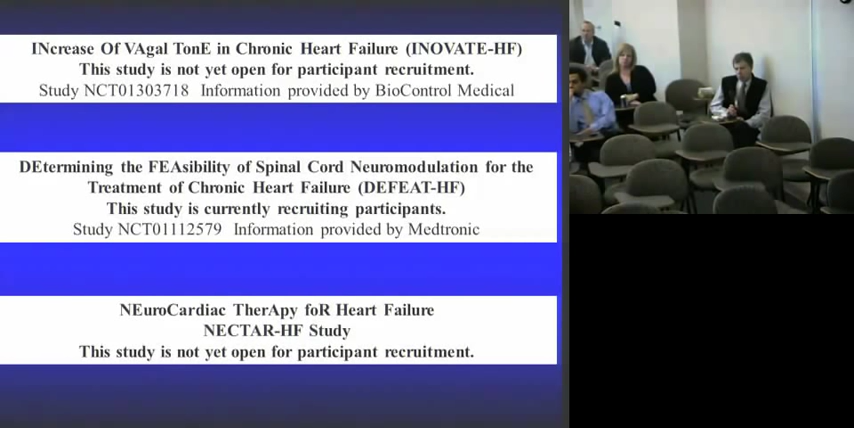 INcrease Of VAgal TonE in Chronic Heart Failure (INOVATE-HF)
This study is not yet open for participant recruitment.
Study NCT01303718 Information provided by BioControl Medical
DEtermining the FEAsibility of Spinal Cord Neuromodulation for the
Treatment of Chronic Heart Failure (DEFEAT-HF)
This study is currently recruiting participants.
Study NCT01112579 Information provided by Medtronic
NEuroCardiac TherApy foR Heart Failure
NECTAR-HF Study
This study is not yet open for participant recruitment.